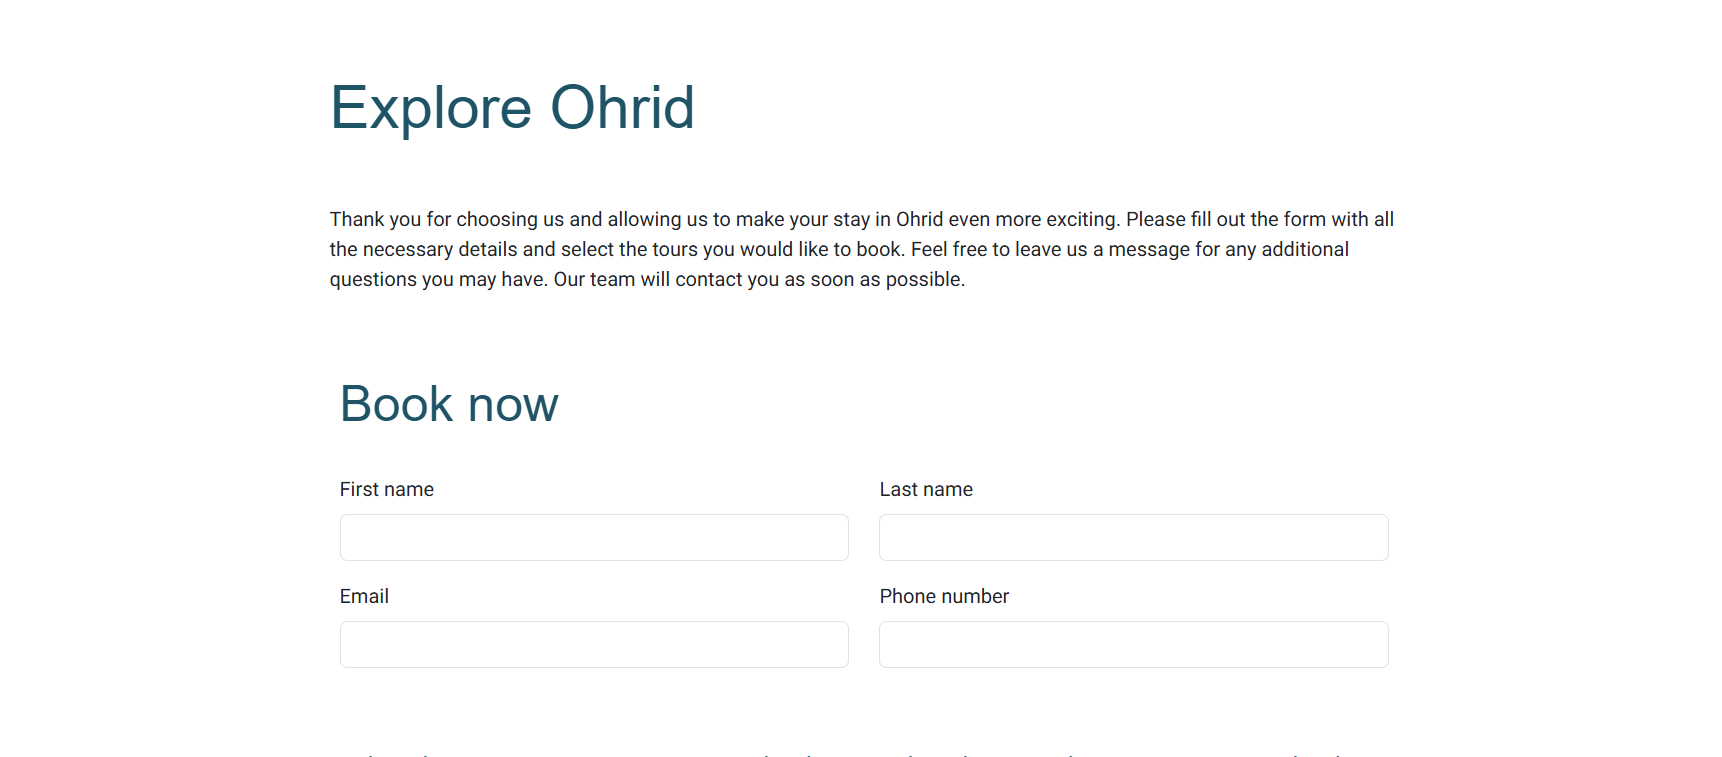 Explore Ohrid
Thank you for choosing us and allowing us to make your stay in Ohrid even more exciting. Please fill out the form with all
the necessary details and select the tours you would like to book. Feel free to leave us a message for any additional
questions you may have. Our team will contact you as soon as possible.
Book now
First name
Last name
Email
Phone number